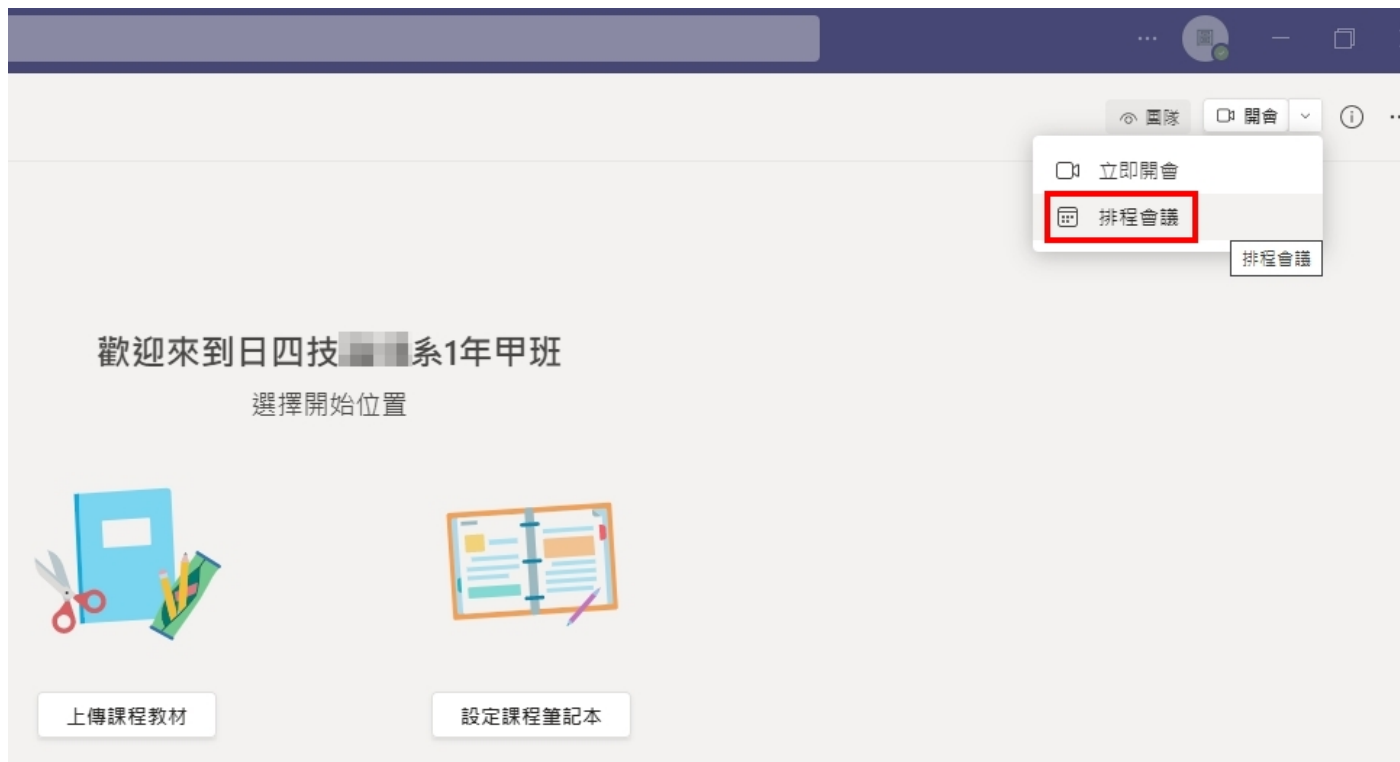 圖
團隊
開會
立即開會
排程會議
排程會議
歡迎來到日四技系1年甲班
選擇開始位置
上傳課程教材
設定課程筆記本